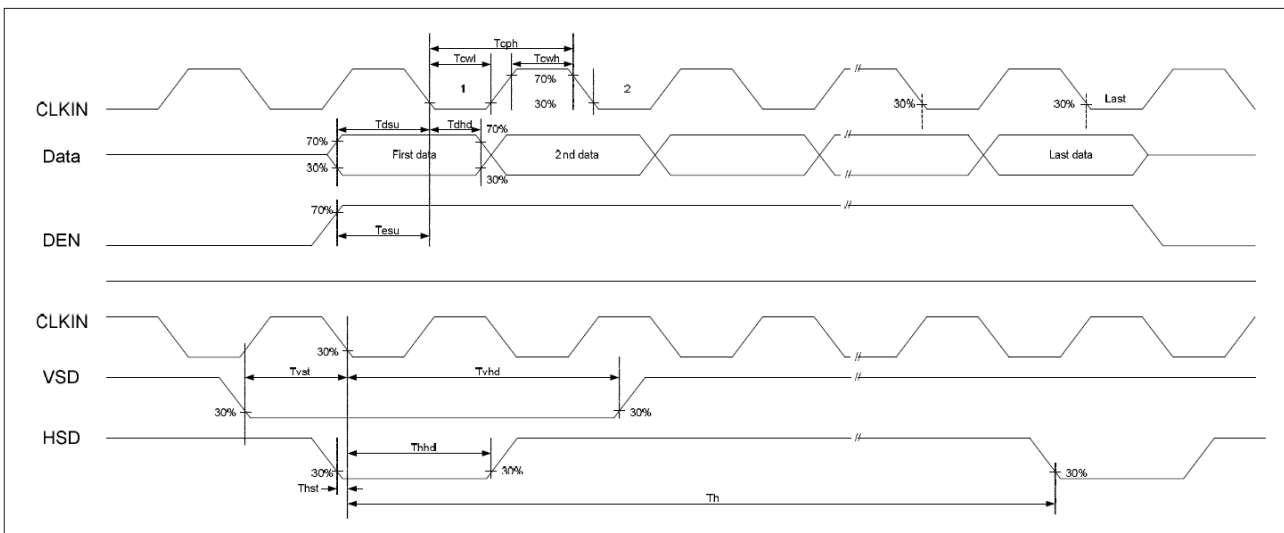 Tcph
Tcwl Tcwh
1 70% 2
30% 30% 30% Last
CLKIN
Tdsu Tdhd
70% 70%
Data First data 2nd data Last data
30% 30%
70%
DEN Tesu
CLKIN
30%
VSD Tvst Tvhd
30% 30%
HSD
Thhd
30% 30% 30%
Thst
Th